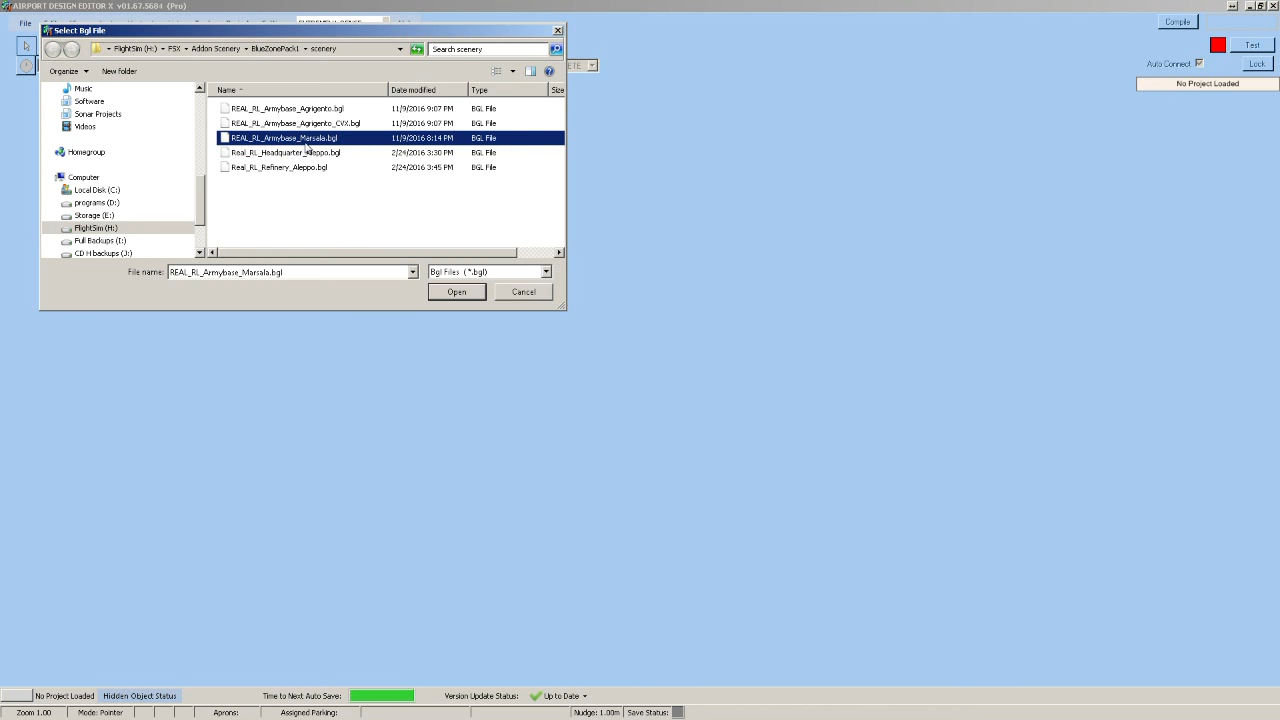 AIRPORT DESIGN EDITOR X v01.67.5684 (Pro)
File
Compile
Select Bgl File
FlightSim (H:) ▸ FSX ▸ Addon Scenery ▸ BlueZonePack1 ▸ scenery
Search scenery
Test
Auto Connect
Lock
Organize
New folder
No Project Loaded
Music
Software
Sonar Projects
Videos
Homegroup
Computer
Local Disk (C:)
programs (D:)
Storage (E:)
FlightSim (H:)
Full Backups (I:)
CD H backups (J:)
Name Date modified Type Size
REAL_RL_Armybase_Agrigento.bgl 11/9/2016 9:07 PM BGL File
REAL_RL_Armybase_Agrigento_CVX.bgl 11/9/2016 9:07 PM BGL File
REAL_RL_Armybase_Marsala.bgl 11/9/2016 8:14 PM BGL File
Real_RL_Headquarter_Aleppo.bgl 2/24/2016 3:30 PM BGL File
Real_RL_Refinery_Aleppo.bgl 2/24/2016 3:45 PM BGL File
File name: REAL_RL_Armybase_Marsala.bgl
Bgl Files (*.bgl)
Open
Cancel
No Project Loaded
Hidden Object Status
Time to Next Auto Save:
Version Update Status:
Up to Date
Zoom 1.00
Mode: Pointer
Aprons:
Assigned Parking:
Nudge: 1.00m
Save Status: